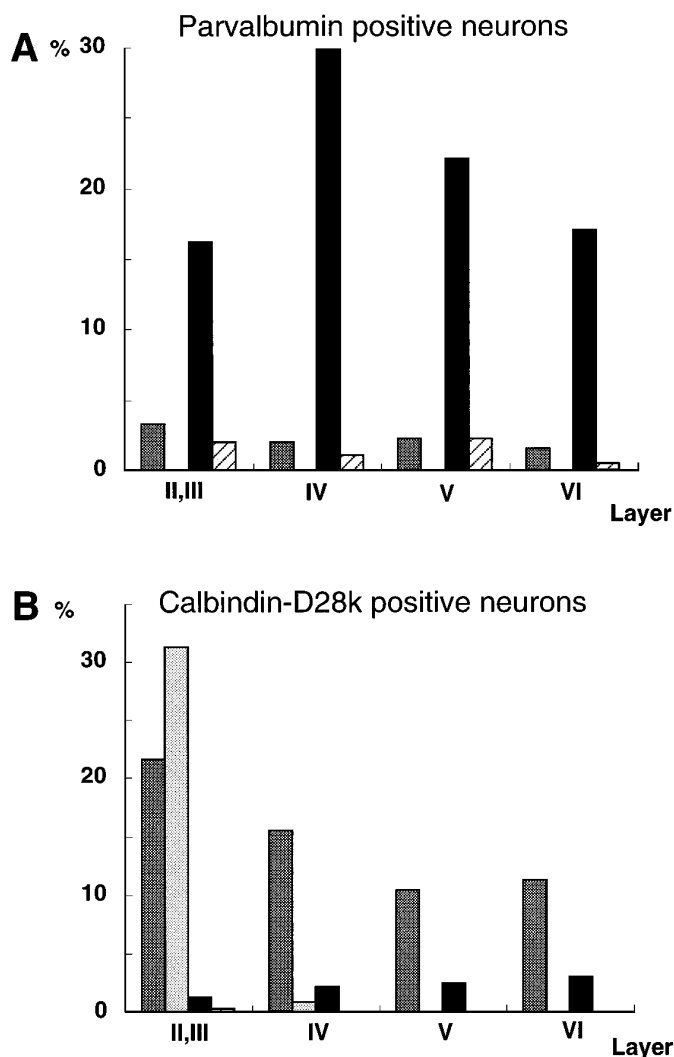 A % Parvalbumin positive neurons
30
20
10
0
II,III IV V VI
Layer
B % Calbindin-D28k positive neurons
30
20
10
0
II,III IV V VI
Layer